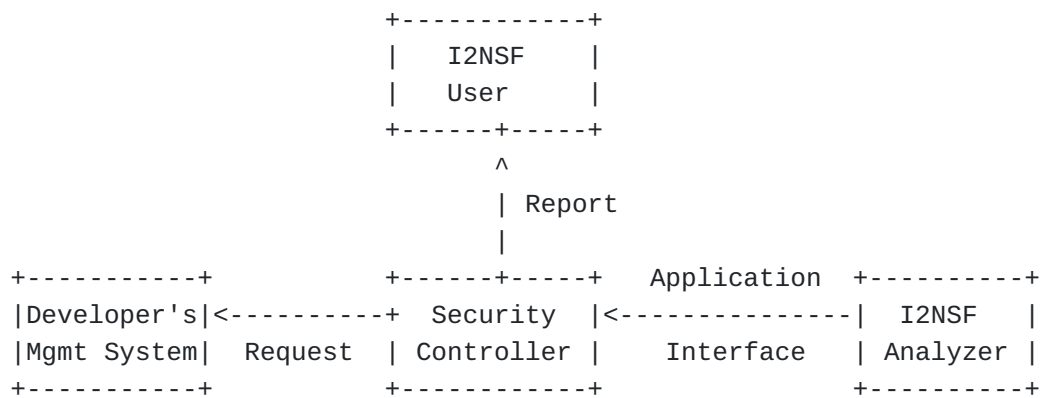 I2NSF
User
Report
Application
Developer's Security I2NSF
Mgmt System Request Controller Interface Analyzer